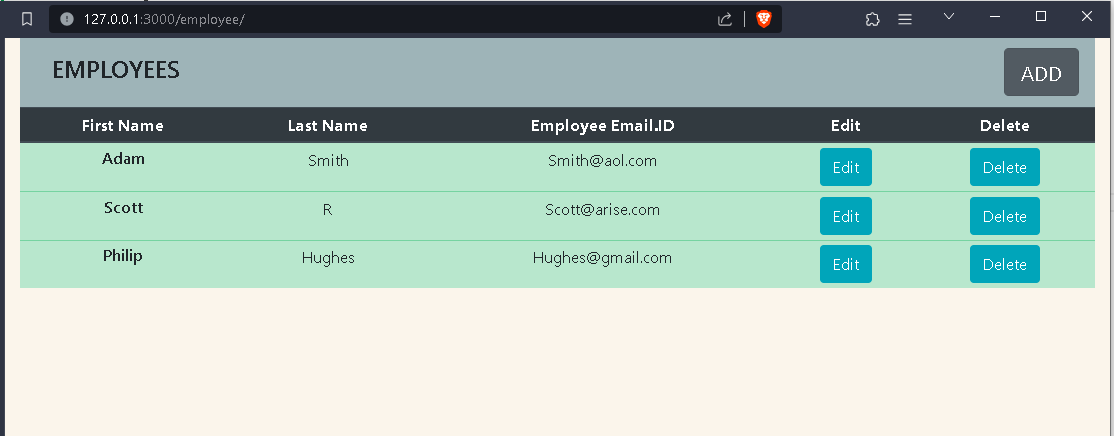 127.0.0.1:3000/employee/
EMPLOYEES ADD
First Name Last Name Employee Email.ID Edit Delete
Adam Smith Smith@aol.com Edit Delete
Scott R Scott@arise.com Edit Delete
Philip Hughes Hughes@gmail.com Edit Delete